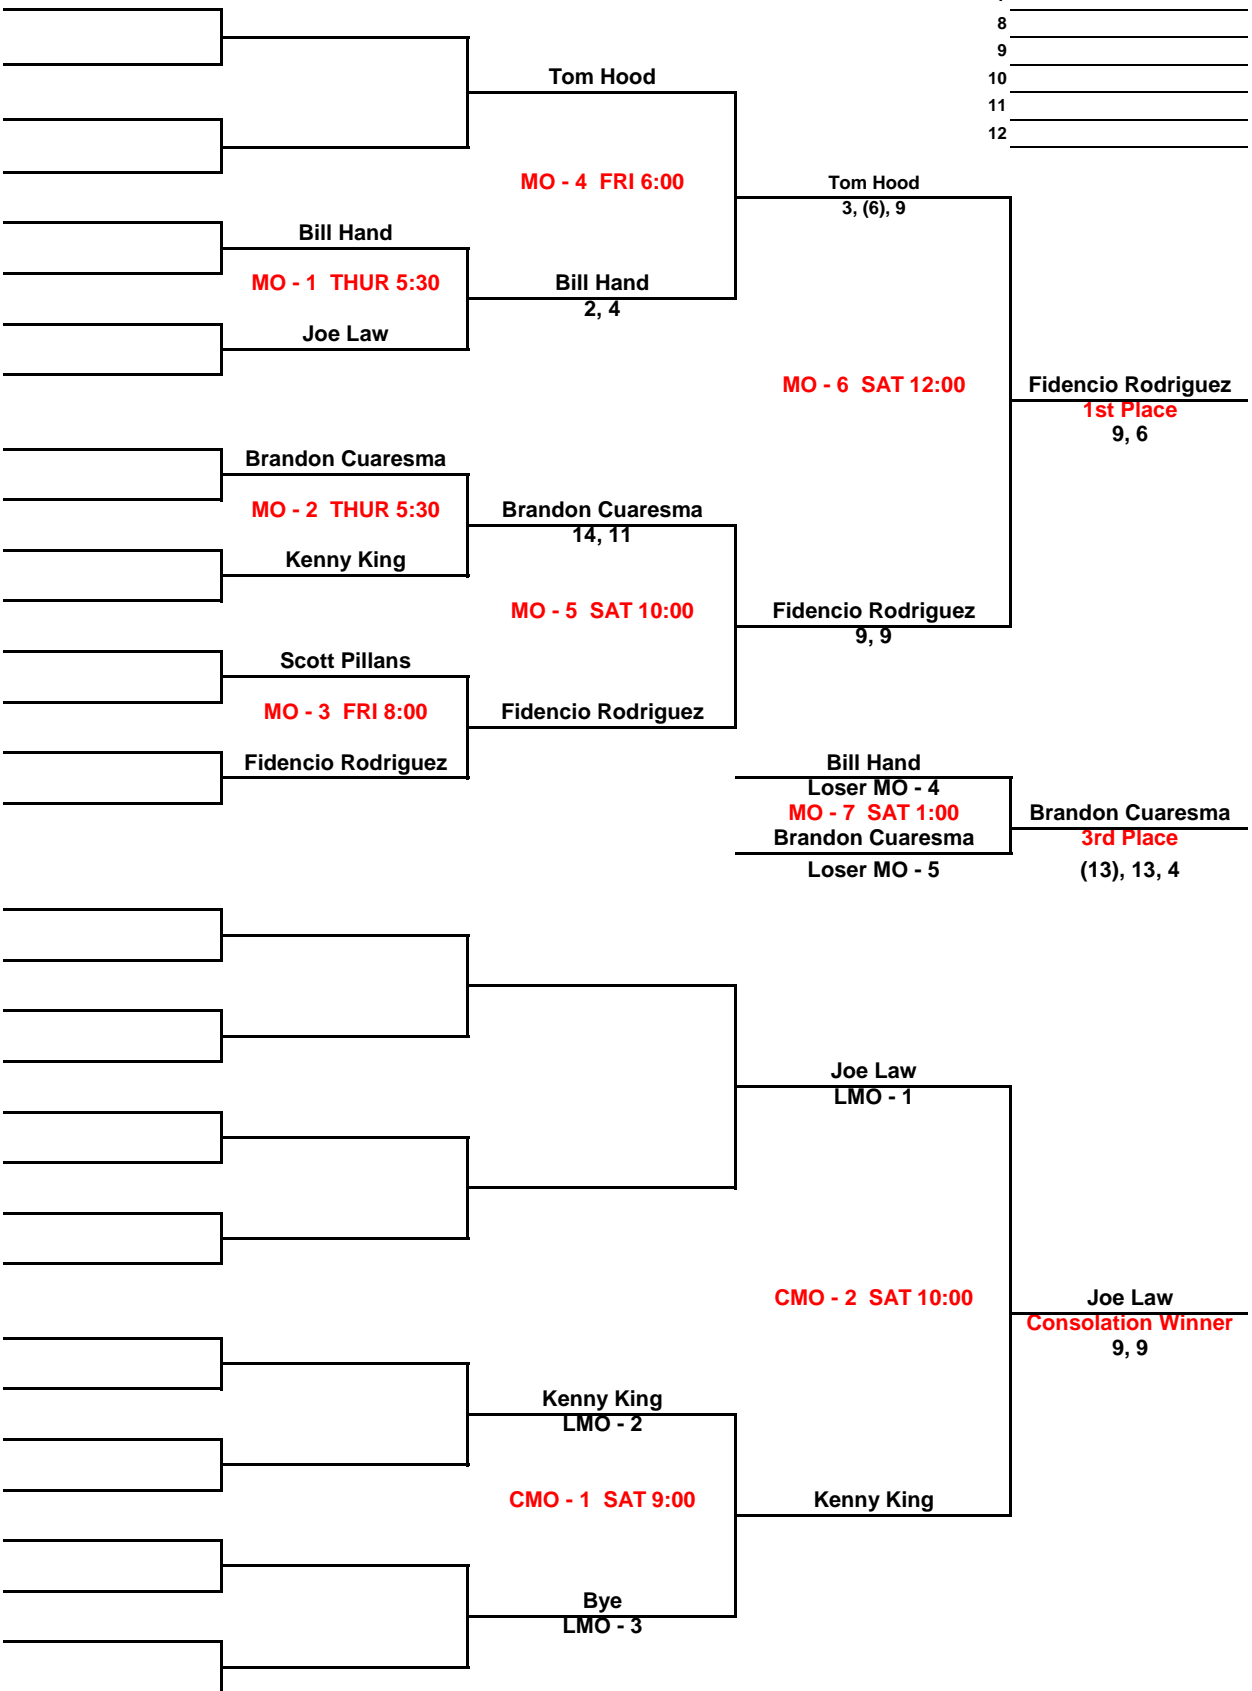 8
9
10
11
12
Tom Hood
MO - 4 FRI 6:00
Tom Hood
3, (6), 9
Bill Hand
MO - 1 THUR 5:30
Bill Hand
2, 4
Joe Law
MO - 6 SAT 12:00
Fidencio Rodriguez
1st Place
9, 6
Brandon Cuaresma
MO - 2 THUR 5:30
Brandon Cuaresma
14, 11
Kenny King
MO - 5 SAT 10:00
Fidencio Rodriguez
9, 9
Scott Pillans
MO - 3 FRI 8:00
Fidencio Rodriguez
Fidencio Rodriguez
Bill Hand
Loser MO - 4
MO - 7 SAT 1:00
Brandon Cuaresma
Loser MO - 5
Brandon Cuaresma
3rd Place
(13), 13, 4
Joe Law
LMO - 1
CMO - 2 SAT 10:00
Joe Law
Consolation Winner
9, 9
Kenny King
LMO - 2
CMO - 1 SAT 9:00
Kenny King
Bye
LMO - 3